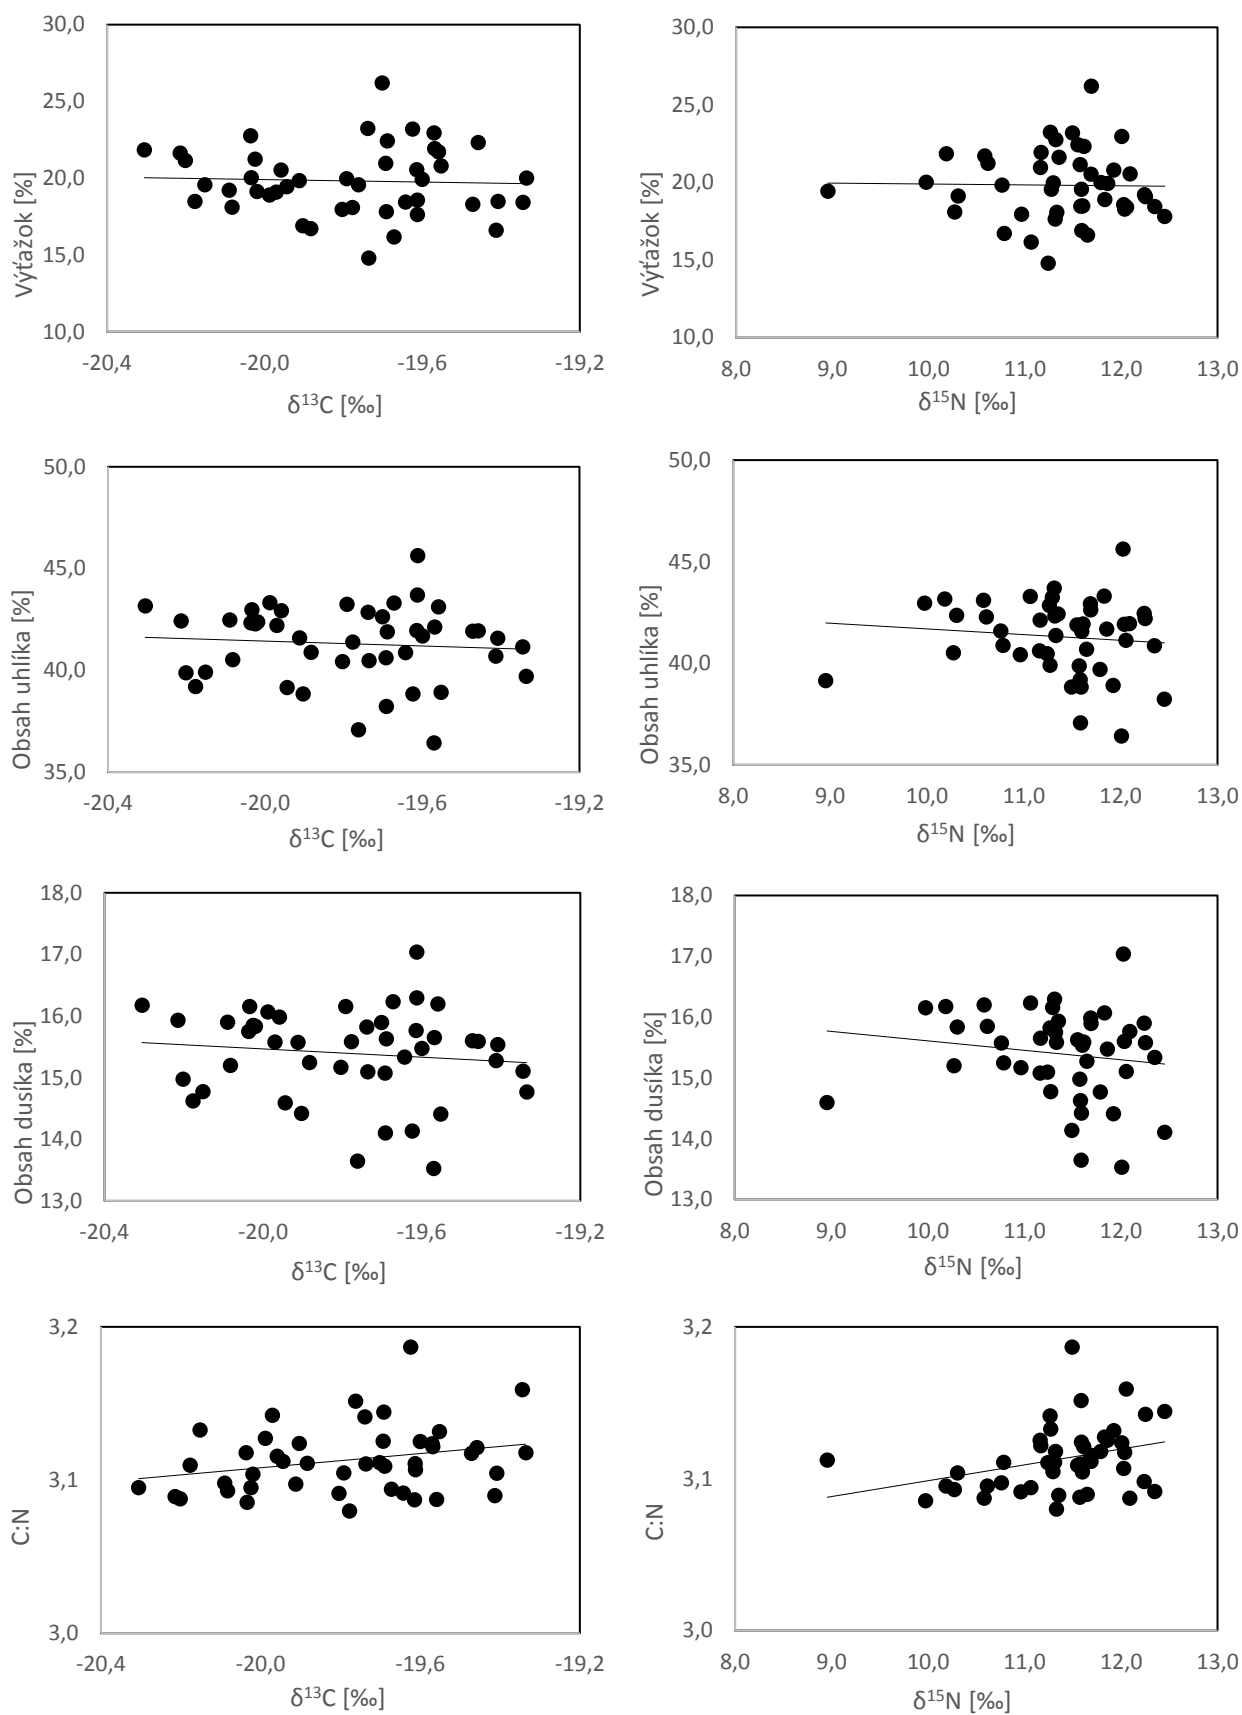 30,0
25,0
20,0
15,0
10,0
Výťažok [%]
-20,4 -20,0 -19,6 -19,2
δ¹³C [‰]
30,0
25,0
20,0
15,0
10,0
Výťažok [%]
8,0 9,0 10,0 11,0 12,0 13,0
δ¹⁵N [‰]
50,0
45,0
40,0
35,0
Obsah uhlíka [%]
-20,4 -20,0 -19,6 -19,2
δ¹³C [‰]
50,0
45,0
40,0
35,0
Obsah uhlíka [%]
8,0 9,0 10,0 11,0 12,0 13,0
δ¹⁵N [‰]
18,0
17,0
16,0
15,0
14,0
13,0
Obsah dusíka [%]
-20,4 -20,0 -19,6 -19,2
δ¹³C [‰]
18,0
17,0
16,0
15,0
14,0
13,0
Obsah dusíka [%]
8,0 9,0 10,0 11,0 12,0 13,0
δ¹⁵N [‰]
3,2
3,1
3,0
C:N
-20,4 -20,0 -19,6 -19,2
δ¹³C [‰]
3,2
3,1
3,0
C:N
8,0 9,0 10,0 11,0 12,0 13,0
δ¹⁵N [‰]